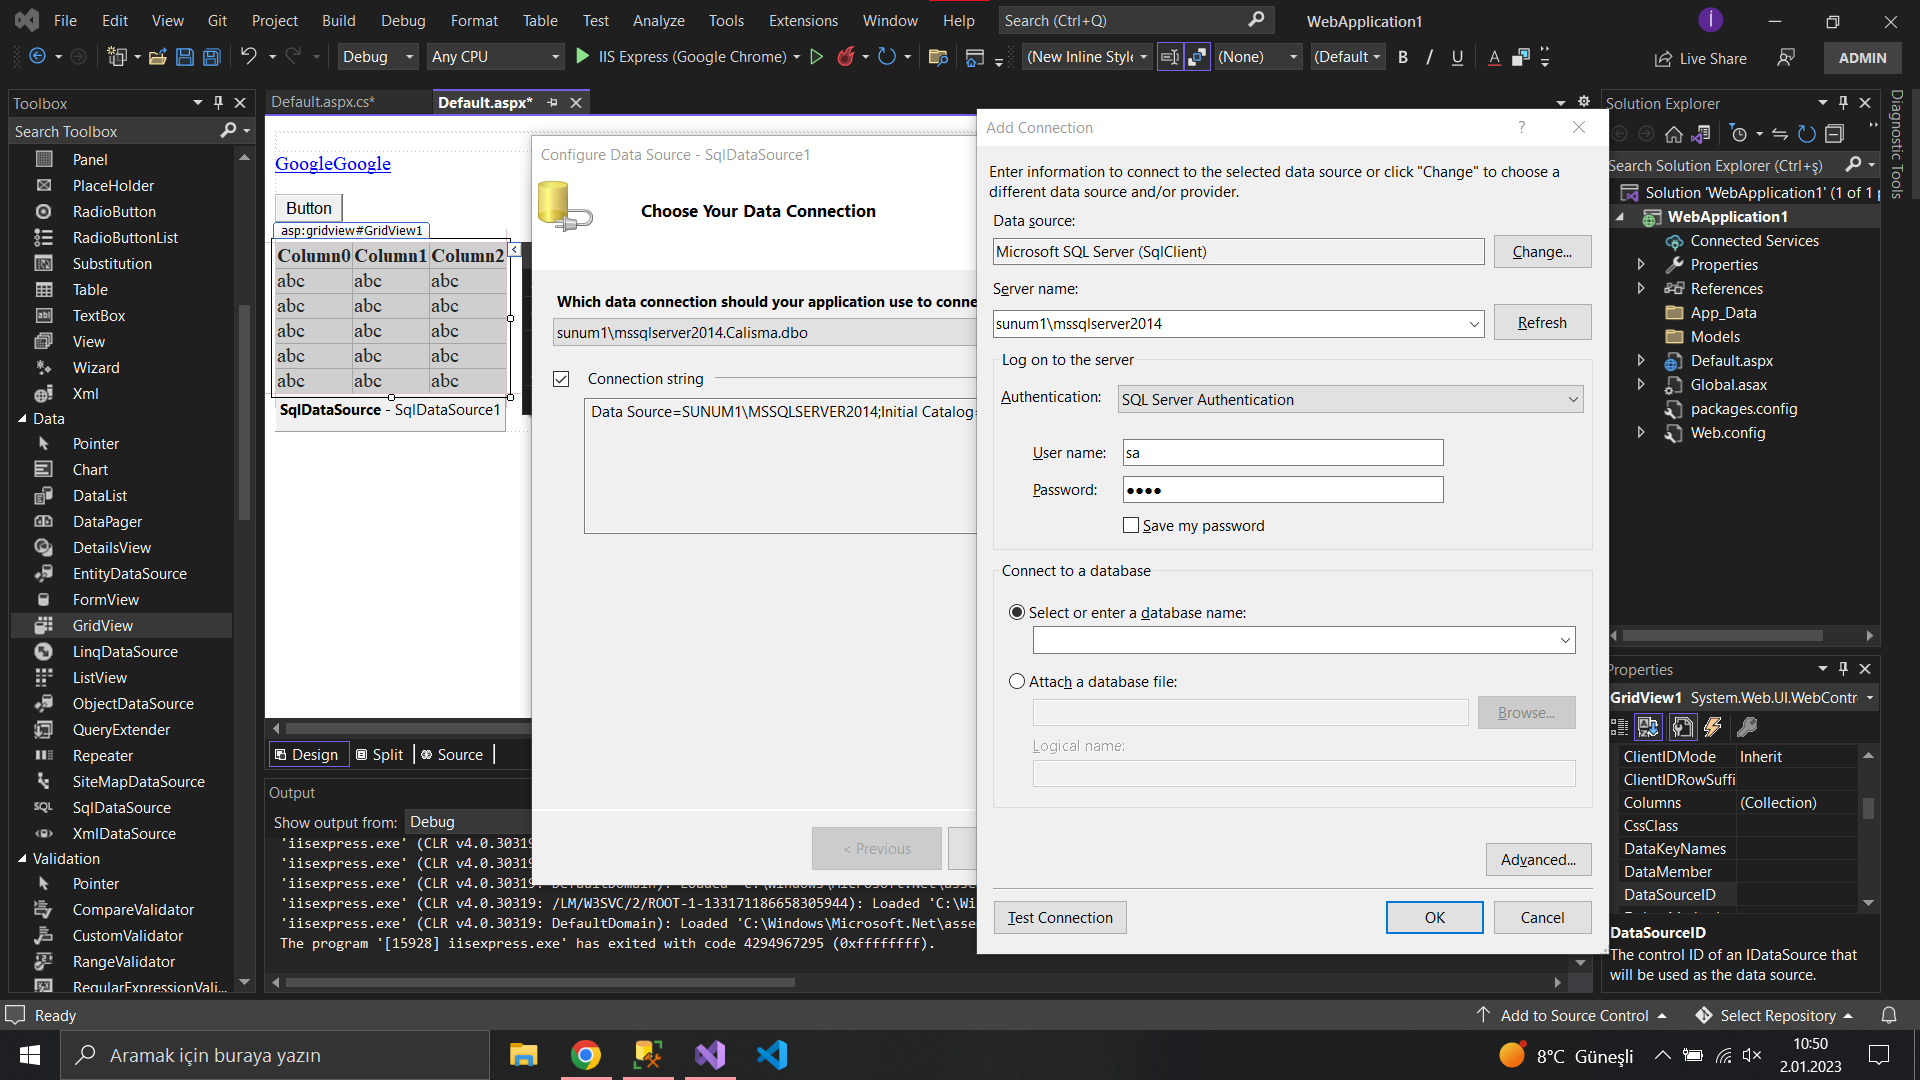 File Edit View Git Project Build Debug Format Table Test Analyze Tools Extensions Window Help Search (Ctrl+Q) WebApplication1
Debug Any CPU IIS Express (Google Chrome) (New Inline Style (None) (Default B I U A Live Share ADMIN
Toolbox
Search Toolbox
Panel
PlaceHolder
RadioButton
RadioButtonList
Substitution
Table
TextBox
View
Wizard
Xml
Data
Pointer
Chart
DataList
DataPager
DetailsView
EntityDataSource
FormView
GridView
LinqDataSource
ListView
ObjectDataSource
QueryExtender
Repeater
SiteMapDataSource
SqlDataSource
XmlDataSource
Validation
Pointer
CompareValidator
CustomValidator
RangeValidator
RegularExpressionVali...
Default.aspx.cs* Default.aspx*
GoogleGoogle
Button
asp:gridview#GridView1
Column0 Column1 Column2
abc abc abc
abc abc abc
abc abc abc
abc abc abc
abc abc abc
SqlDataSource - SqlDataSource1
Design Split Source
Output
Show output from: Debug
'iisexpress.exe' (CLR v4.0.30319
'iisexpress.exe' (CLR v4.0.30319
'iisexpress.exe' (CLR v4.0.30319: DefaultDomain): Loaded 'C:\Windows\Microsoft.Net\asse
'iisexpress.exe' (CLR v4.0.30319: /LM/W3SVC/2/ROOT-1-133171186658305944): Loaded 'C:\Wi
'iisexpress.exe' (CLR v4.0.30319: DefaultDomain): Loaded 'C:\Windows\Microsoft.Net\asse
The program '[15928] iisexpress.exe' has exited with code 4294967295 (0xffffffff).
Configure Data Source - SqlDataSource1
Choose Your Data Connection
Which data connection should your application use to conne
sunum1\mssqlserver2014.Calisma.dbo
Connection string
Data Source=SUNUM1\MSSQLSERVER2014;Initial Catalog=
< Previous
Add Connection ?
Enter information to connect to the selected data source or click "Change" to choose a
different data source and/or provider.
Data source:
Microsoft SQL Server (SqlClient) Change...
Server name:
sunum1\mssqlserver2014 Refresh
Log on to the server
Authentication: SQL Server Authentication
User name: sa
Password: ●●●●
Save my password
Connect to a database
Select or enter a database name:
Attach a database file:
Browse...
Logical name:
Advanced...
Test Connection OK Cancel
Solution Explorer
Search Solution Explorer (Ctrl+ş)
Solution 'WebApplication1' (1 of 1 p
WebApplication1
Connected Services
Properties
References
App_Data
Models
Default.aspx
Global.asax
packages.config
Web.config
Diagnostic Tools
Properties
GridView1 System.Web.UI.WebContr
ClientIDMode Inherit
ClientIDRowSuffi
Columns (Collection)
CssClass
DataKeyNames
DataMember
DataSourceID
DataSourceID
The control ID of an IDataSource that
will be used as the data source.
Ready Add to Source Control Select Repository
Aramak için buraya yazın 8°C Güneşli 10:50
2.01.2023